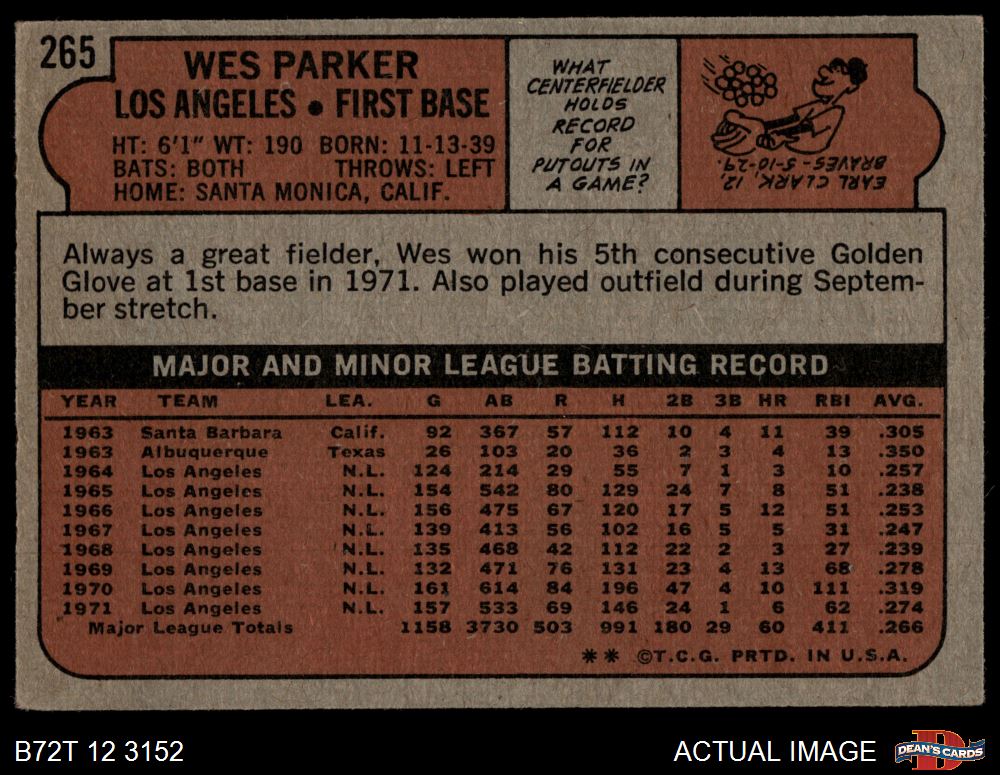 265
WES PARKER
LOS ANGELES • FIRST BASE
HT: 6'1" WT: 190 BORN: 11-13-39
BATS: BOTH THROWS: LEFT
HOME: SANTA MONICA, CALIF.
WHAT
CENTERFIELDER
HOLDS
RECORD
FOR
PUTOUTS IN
A GAME?
EARL CLARK, 12,
BRAVES-5-10-29.
Always a great fielder, Wes won his 5th consecutive Golden
Glove at 1st base in 1971. Also played outfield during Septem-
ber stretch.
MAJOR AND MINOR LEAGUE BATTING RECORD
YEAR TEAM LEA. G AB R H 2B 3B HR RBI AVG.
1963 Santa Barbara Calif. 92 367 57 112 10 4 11 39 .305
1963 Albuquerque Texas 26 103 20 36 2 3 4 13 .350
1964 Los Angeles N.L. 124 214 29 55 7 1 3 10 .257
1965 Los Angeles N.L. 154 542 80 129 24 7 8 51 .238
1966 Los Angeles N.L. 156 475 67 120 17 5 12 51 .253
1967 Los Angeles N.L. 139 413 56 102 16 5 5 31 .247
1968 Los Angeles N.L. 135 468 42 112 22 2 3 27 .239
1969 Los Angeles N.L. 132 471 76 131 23 4 13 68 .278
1970 Los Angeles N.L. 161 614 84 196 47 4 10 111 .319
1971 Los Angeles N.L. 157 533 69 146 24 1 6 62 .274
Major League Totals 1158 3730 503 991 180 29 60 411 .266
** ©T.C.G. PRTD. IN U.S.A.
B72T 12 3152
ACTUAL IMAGE
DEAN'S CARDS